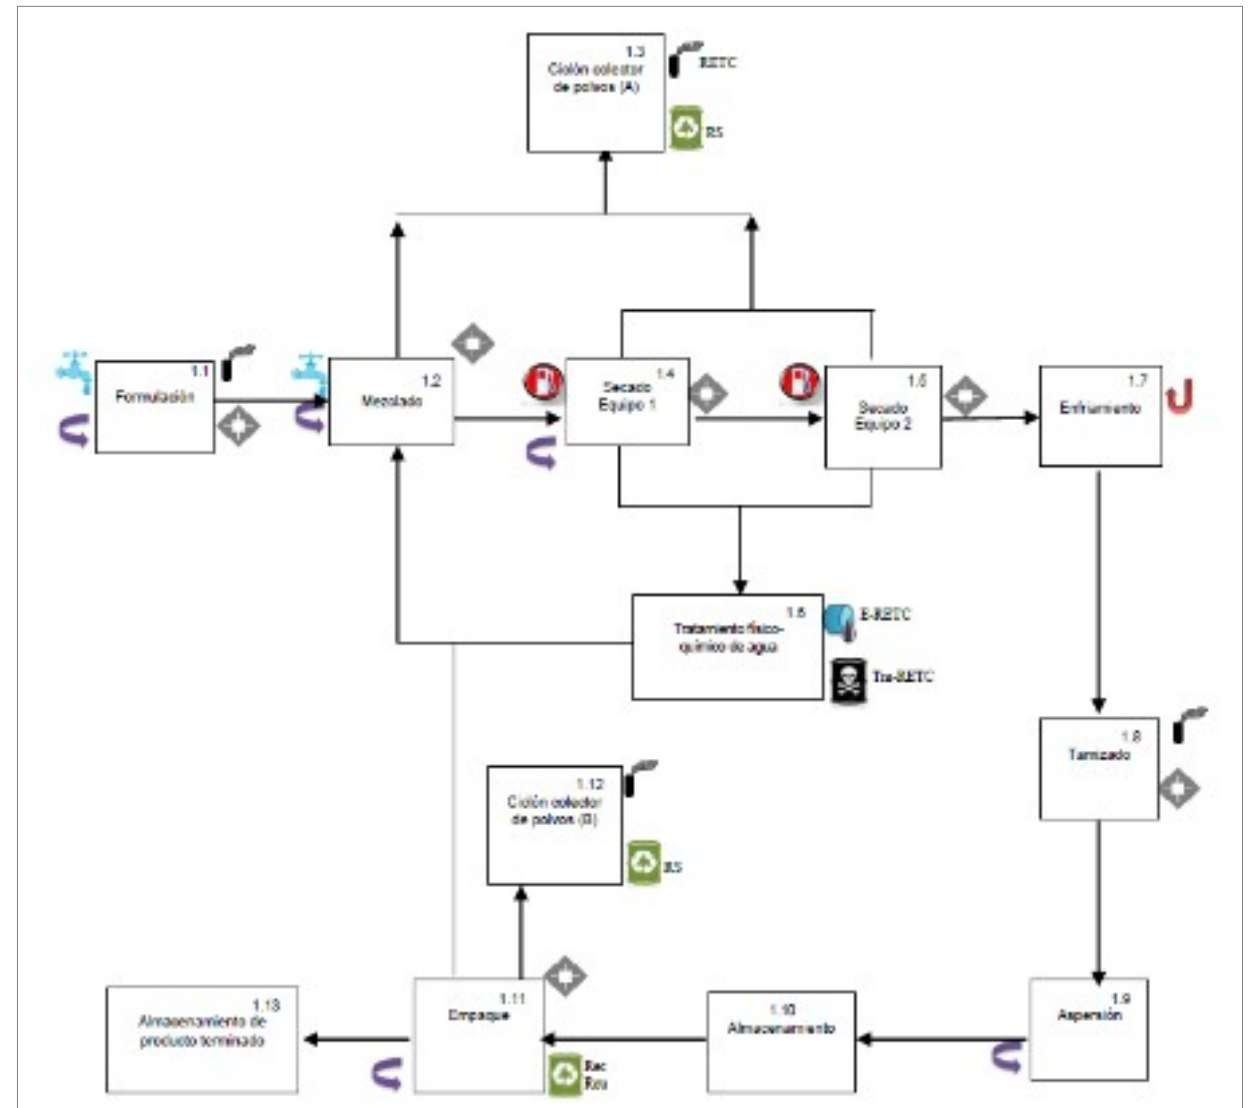 1.3
Ciclón colector
de polvos (A)
RETC
RS
1.1
Formulación
1.2
Mezclado
1.4
Secado
Equipo 1
1.5
Secado
Equipo 2
1.7
Enfriamiento
1.6
Tratamiento físico-
químico de agua
E-RETC
Tra-RETC
1.8
Tamizado
1.12
Ciclón colector
de polvos (B)
RS
1.13
Almacenamiento de
producto terminado
1.11
Empaque
Rec
Reu
1.10
Almacenamiento
1.9
Aspersión